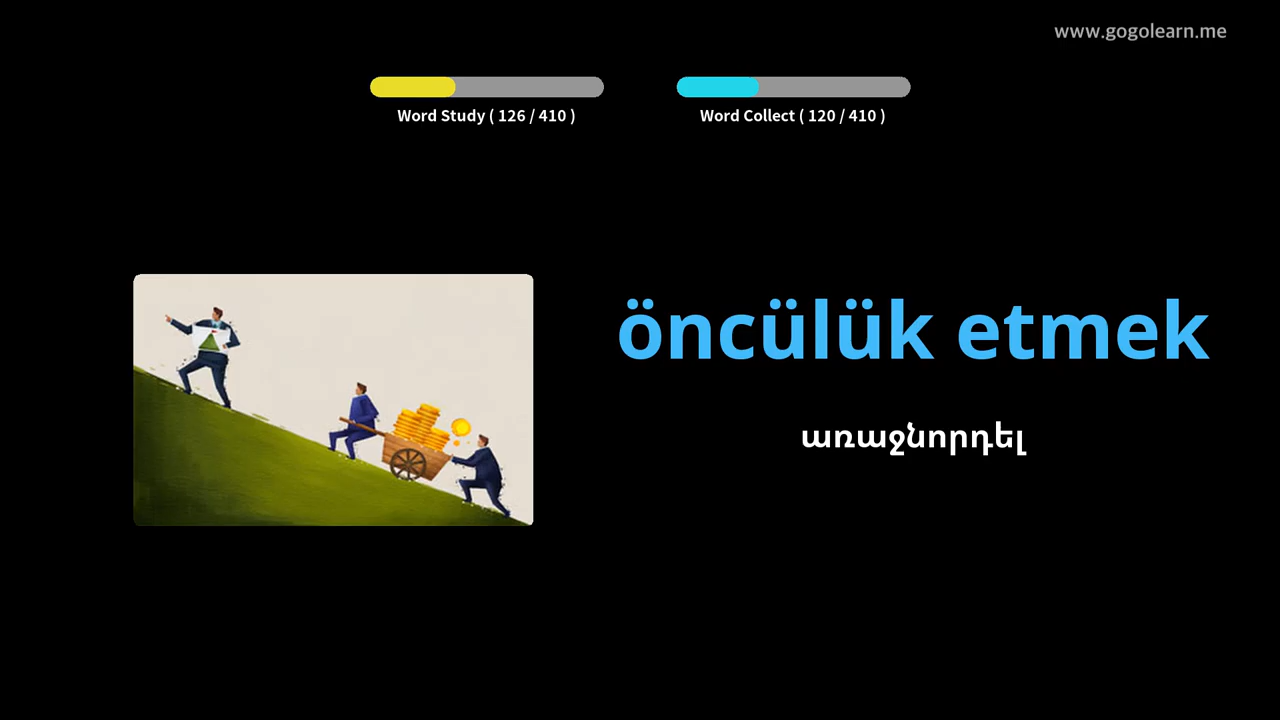 www.gogolearn.me
Word Study ( 126 / 410 )
Word Collect ( 120 / 410 )
öncülük etmek
առաջնորդել